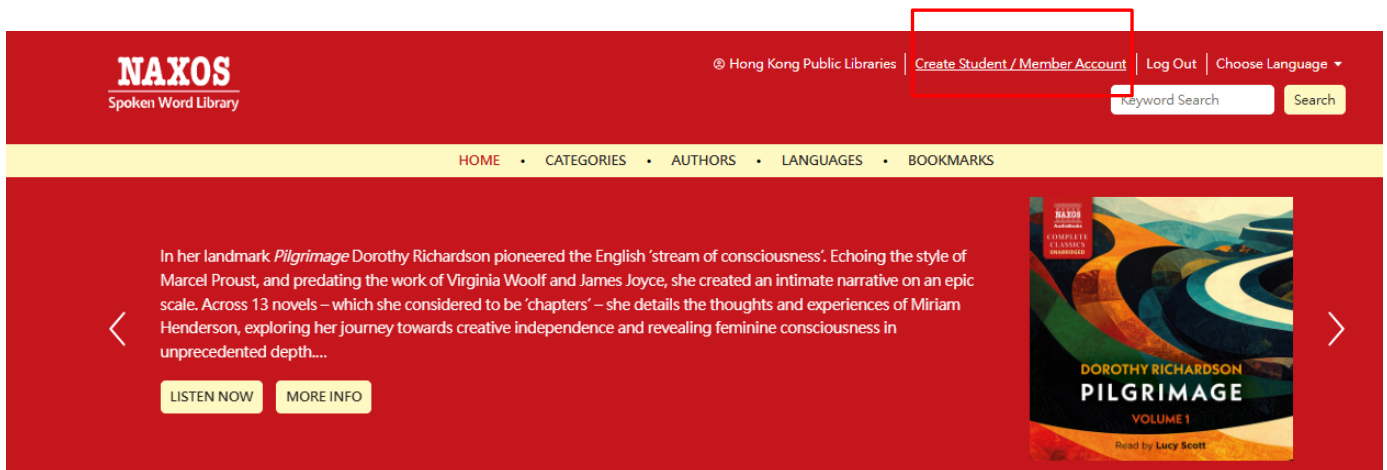 NAXOS
Spoken Word Library
Hong Kong Public Libraries | Create Student / Member Account | Log Out | Choose Language
Keyword Search
Search
HOME • CATEGORIES • AUTHORS • LANGUAGES • BOOKMARKS
In her landmark Pilgrimage Dorothy Richardson pioneered the English ‘stream of consciousness’. Echoing the style of
Marcel Proust, and predating the work of Virginia Woolf and James Joyce, she created an intimate narrative on an epic
scale. Across 13 novels – which she considered to be ‘chapters’ – she details the thoughts and experiences of Miriam
Henderson, exploring her journey towards creative independence and revealing feminine consciousness in
unprecedented depth....
LISTEN NOW
MORE INFO
NAXOS
AudioBooks
COMPLETE
CLASSICS
UNABRIDGED
DOROTHY RICHARDSON
PILGRIMAGE
VOLUME 1
Read by Lucy Scott